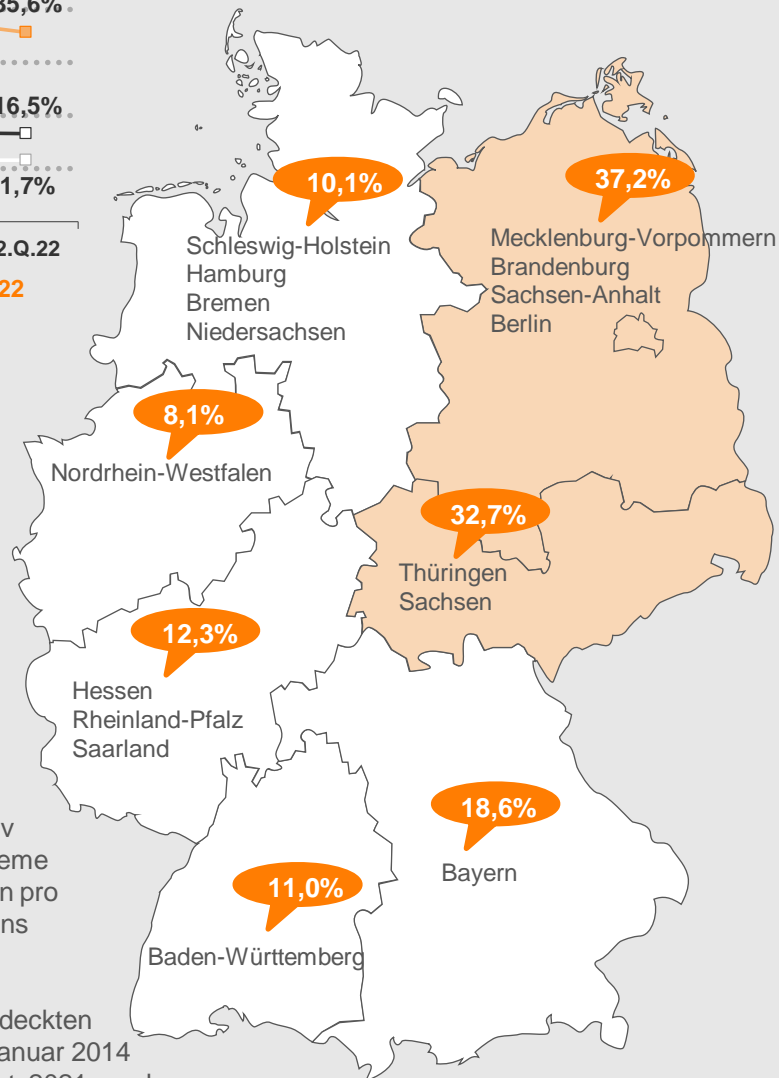 35,6%
16,5%
1,7%
2.Q.22
22
10,1%
Schleswig-Holstein
Hamburg
Bremen
Niedersachsen
37,2%
Mecklenburg-Vorpommern
Brandenburg
Sachsen-Anhalt
Berlin
8,1%
Nordrhein-Westfalen
32,7%
Thüringen
Sachsen
12,3%
Hessen
Rheinland-Pfalz
Saarland
18,6%
Bayern
11,0%
Baden-Württemberg
v
eme
n pro
ns
deckten
anuar 2014